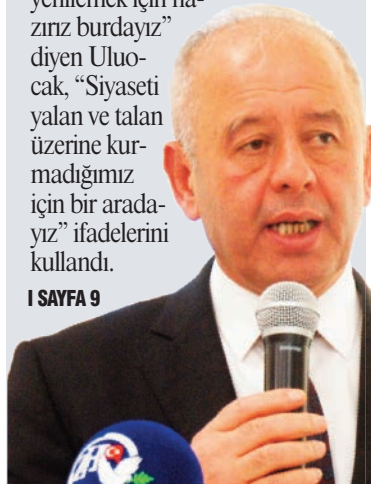 yenilemek için ha-
zırız burdayız”
diyen Uluo-
cak, “Siyaseti
yalan ve talan
üzerine kur-
madığımız
için bir arada-
yız” ifadelerini
kullandı.
I SAYFA 9